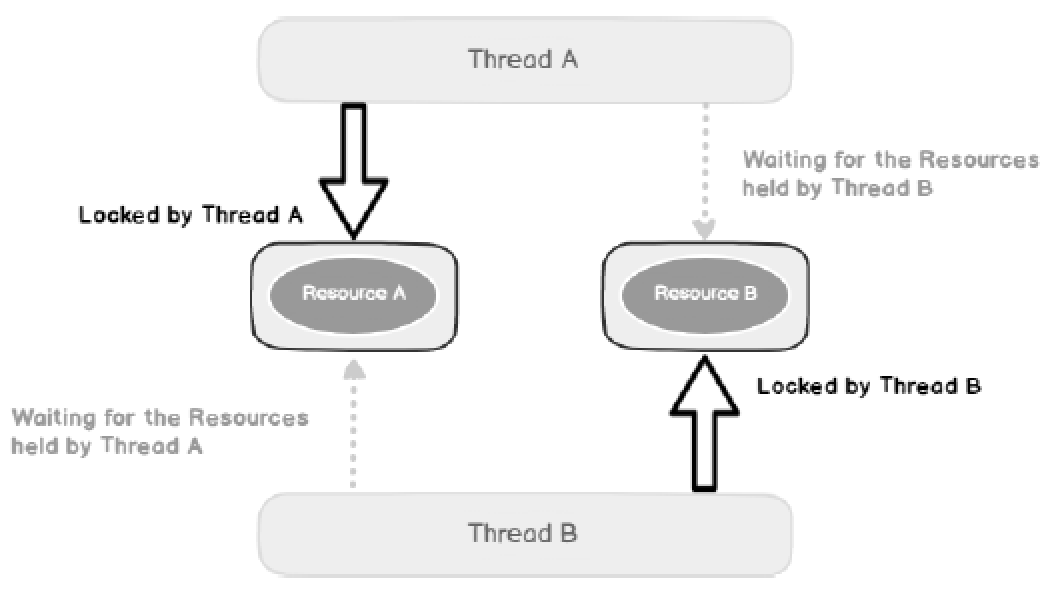 Thread A
Waiting for the Resources
held by Thread B
Locked by Thread A
Resource A
Resource B
Locked by Thread B
Waiting for the Resources
held by Thread A
Thread B